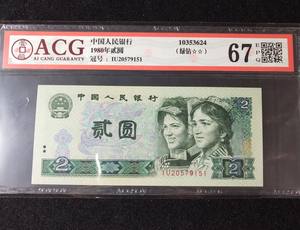 ACG
AI CANG GUARANTY
中国人民银行
1980年贰圆
冠号：IU20579151
10353624
(绿钻☆☆)
67 EPQ
中国人民银行
贰圆
2
2
IU20579151